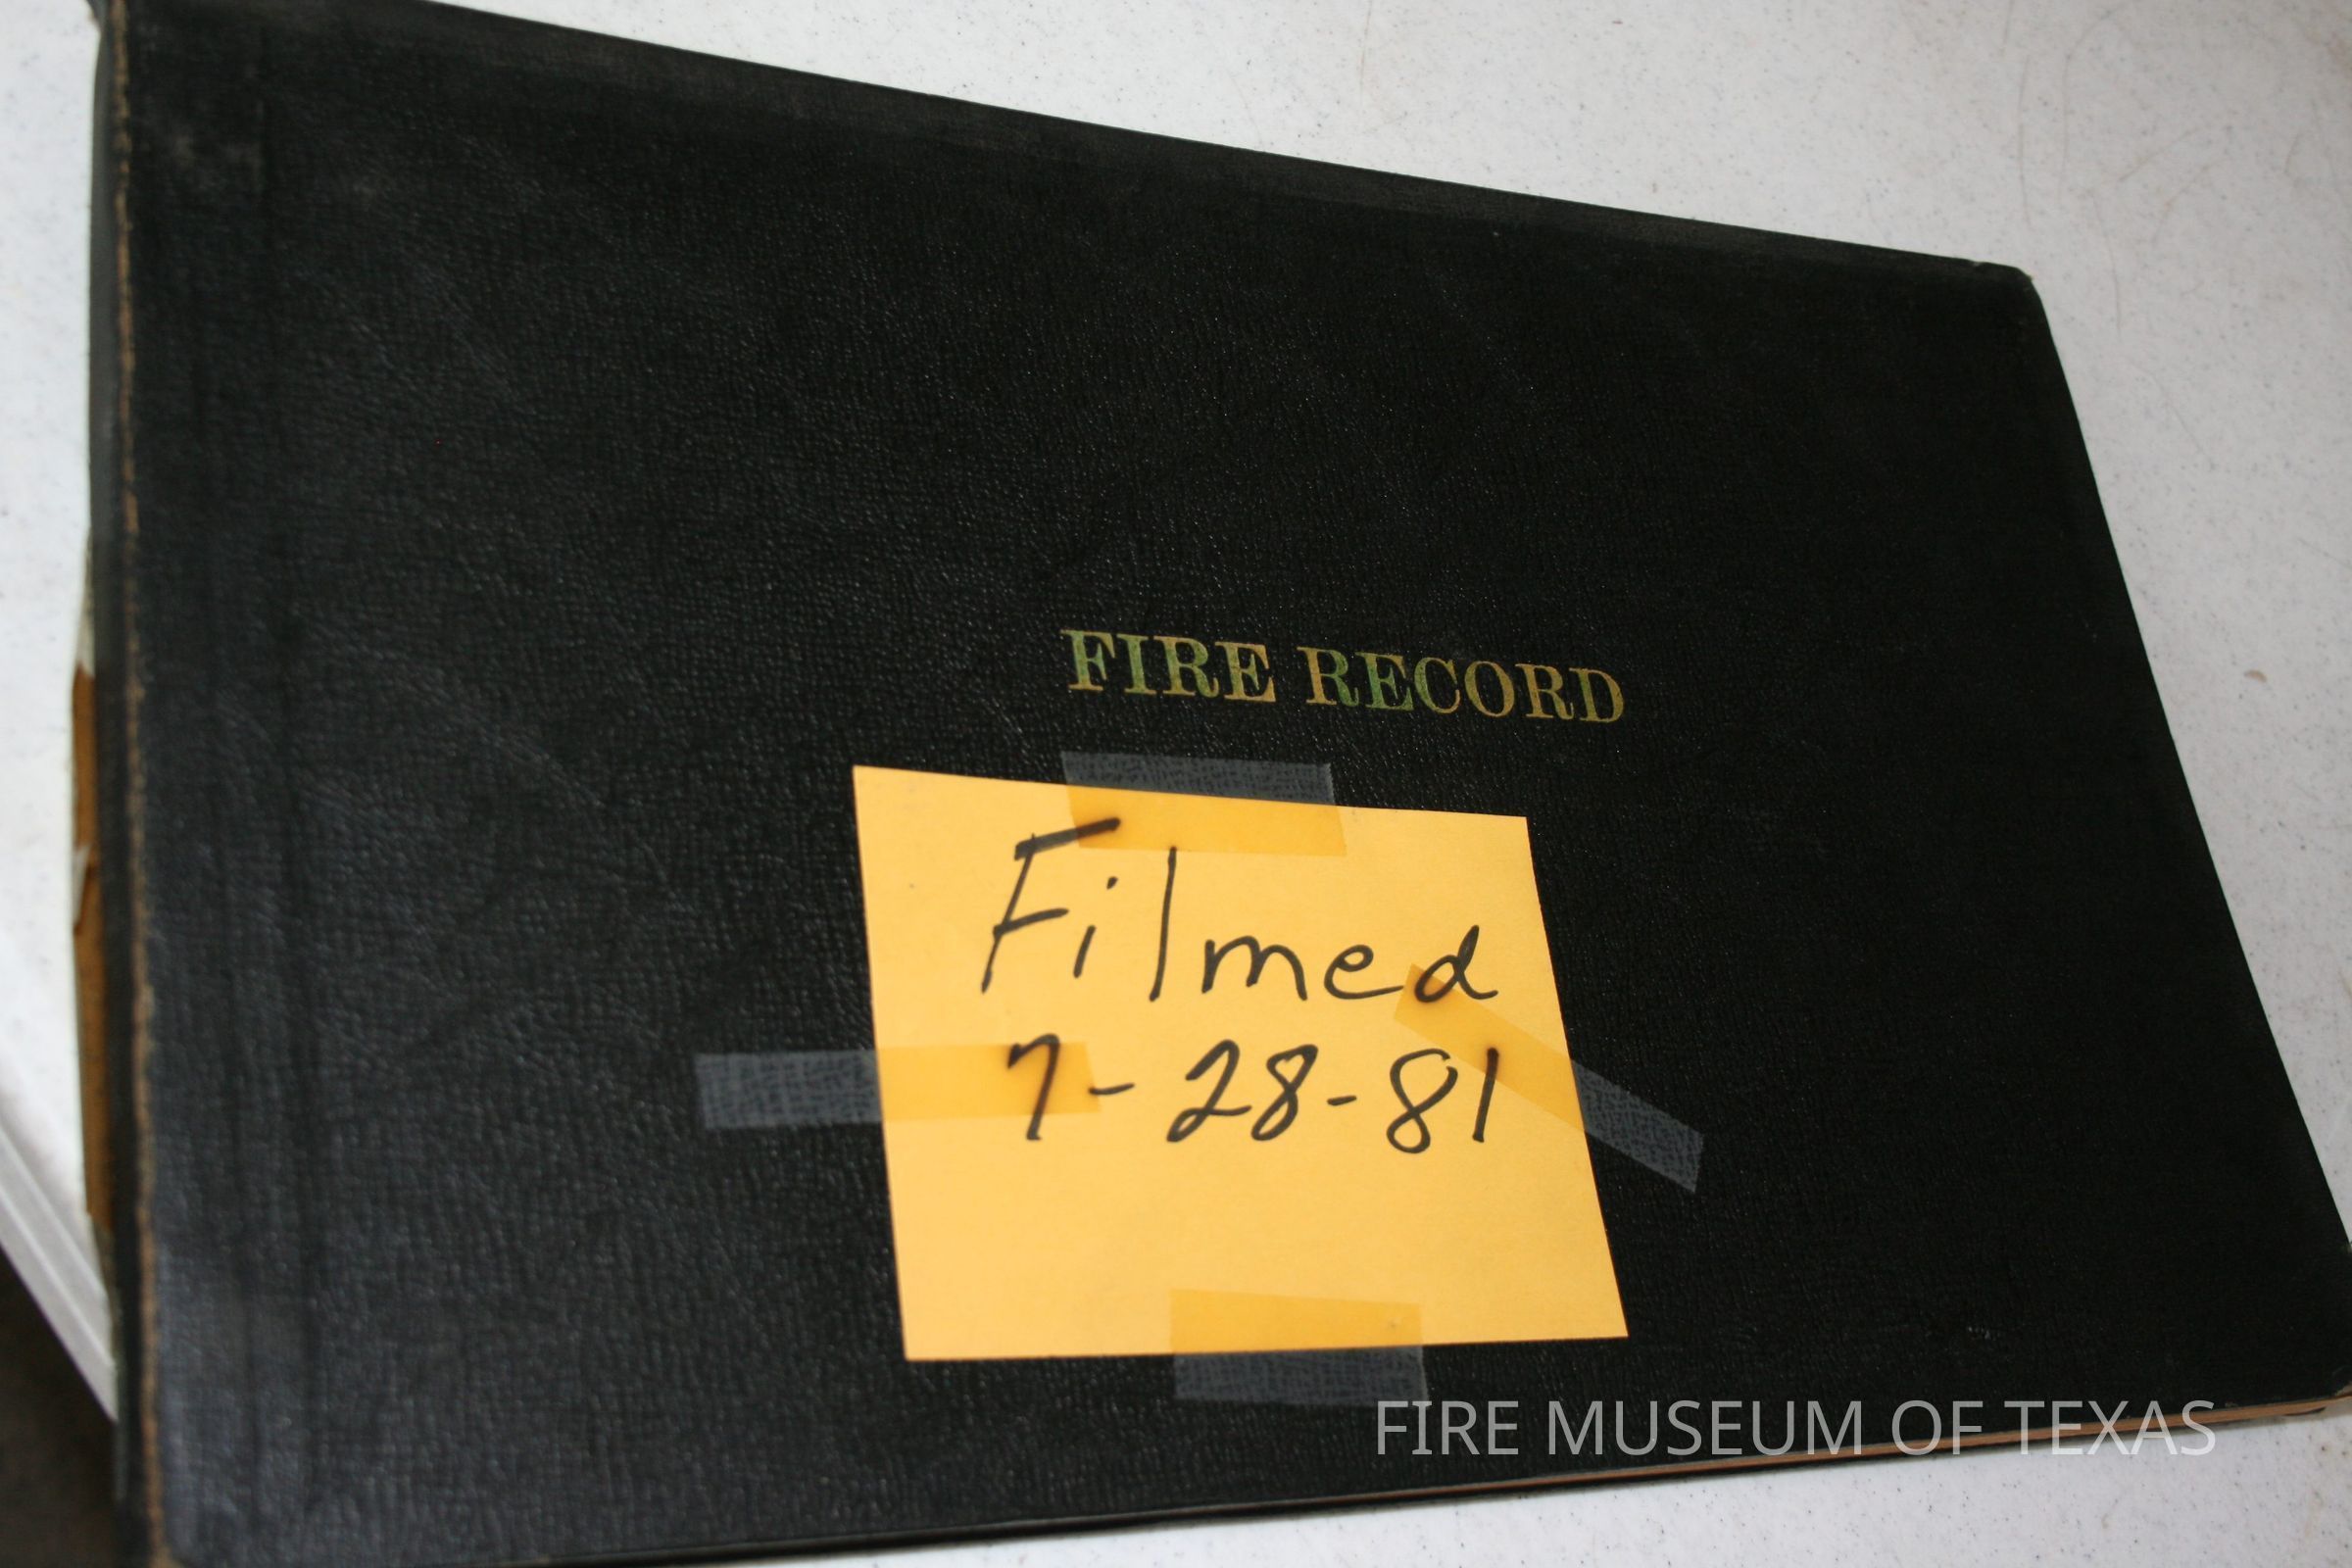 FIRE RECORD
Filmed
7-28-81
FIRE MUSEUM OF TEXAS